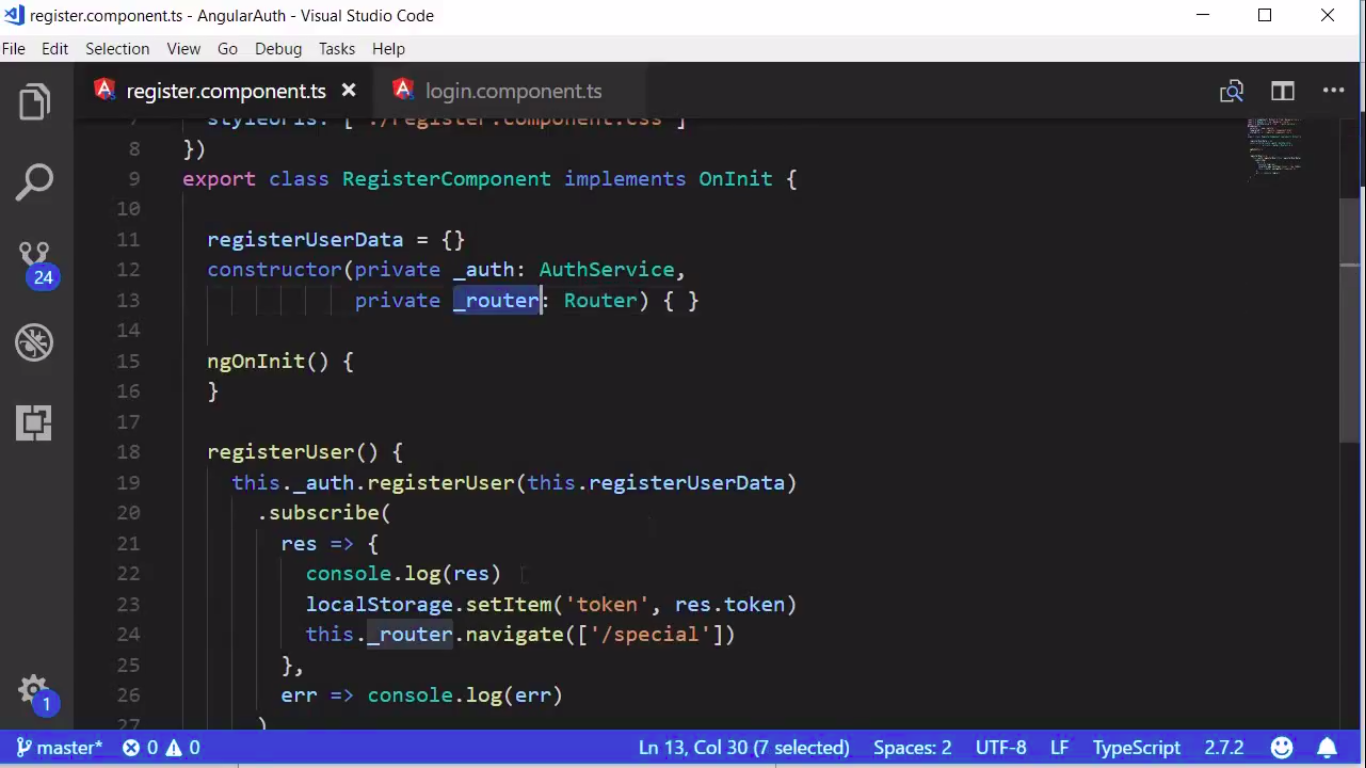 register.component.ts - AngularAuth - Visual Studio Code
File Edit Selection View Go Debug Tasks Help
register.component.ts login.component.ts
7 styleUrls: ['./register.component.css']
8 })
9 export class RegisterComponent implements OnInit {
10
11 registerUserData = {}
12 constructor(private _auth: AuthService,
13 private _router: Router) { }
14
15 ngOnInit() {
16 }
17
18 registerUser() {
19 this._auth.registerUser(this.registerUserData)
20 .subscribe(
21 res => {
22 console.log(res)
23 localStorage.setItem('token', res.token)
24 this._router.navigate(['/special'])
25 },
26 err => console.log(err)
27 )
24
1
master* 0 0 Ln 13, Col 30 (7 selected) Spaces: 2 UTF-8 LF TypeScript 2.7.2